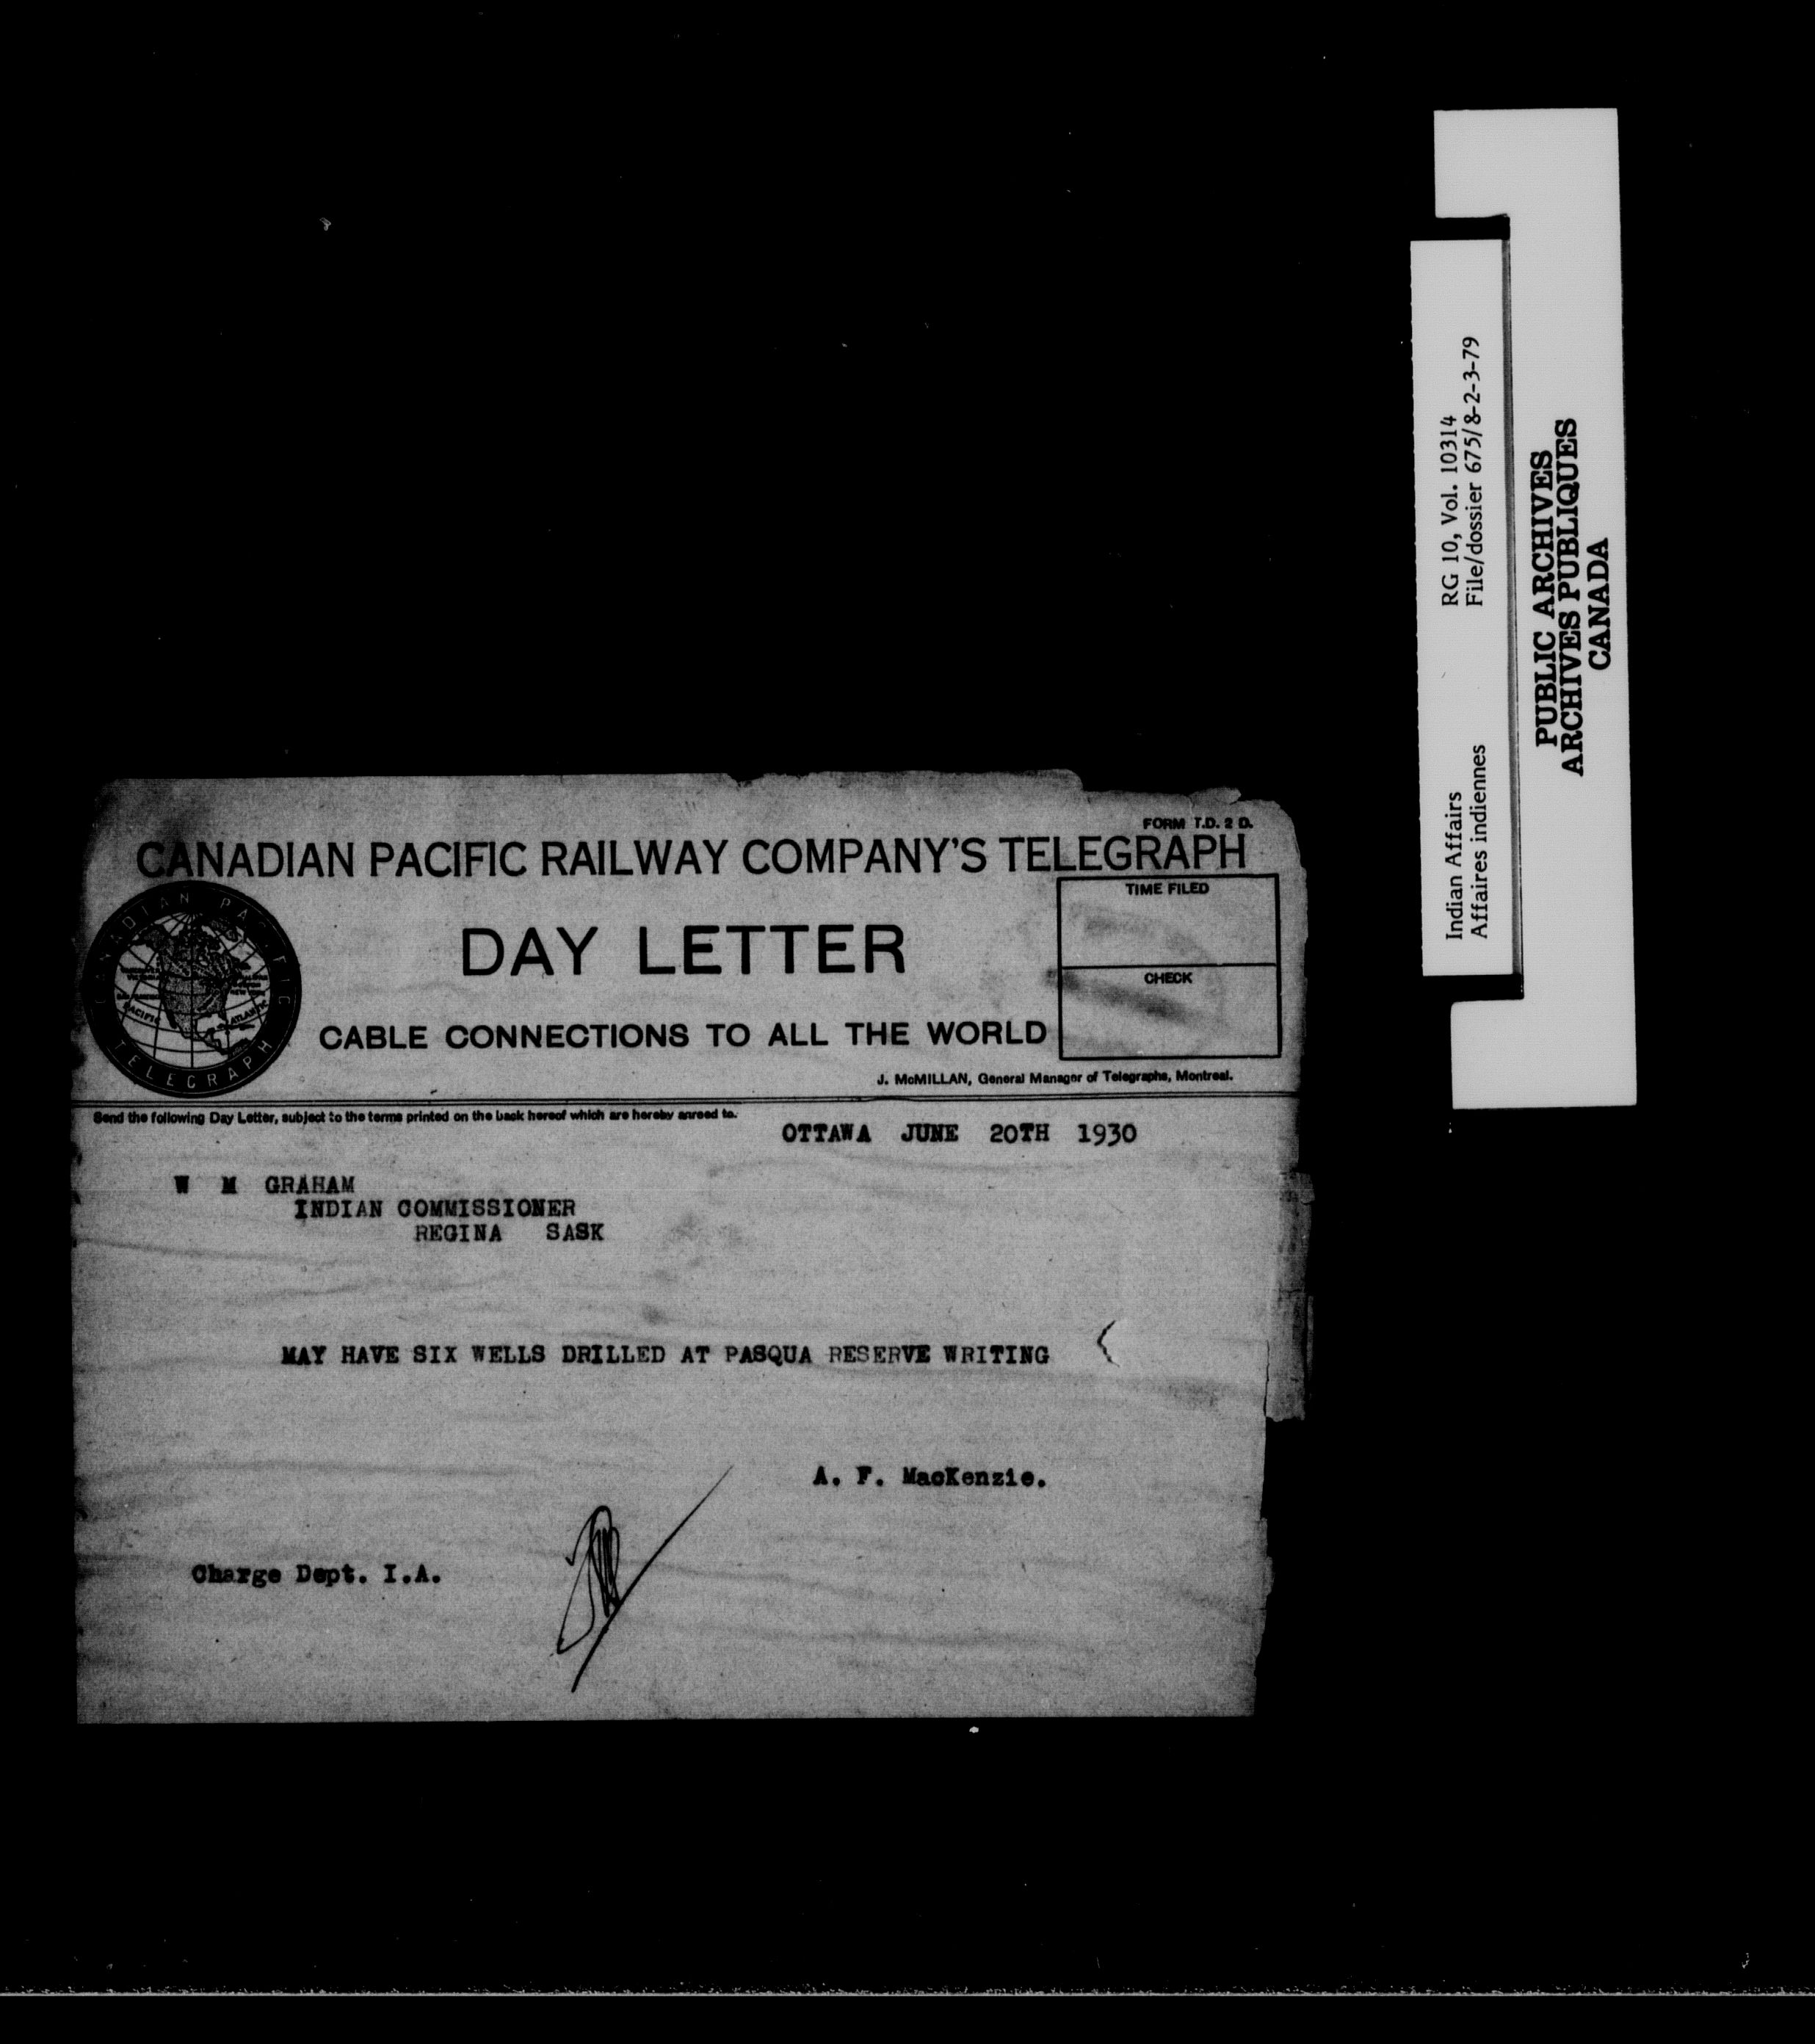 FORM T.D. 2 D.
CANADIAN PACIFIC RAILWAY COMPANY'S TELEGRAPH
TIME FILED
CANADIAN PACIFIC
TELEGRAPH
PACIFIC
ATLANTIC
DAY LETTER
CHECK
CABLE CONNECTIONS TO ALL THE WORLD
J. McMILLAN, General Manager of Telegraphs, Montreal.
Send the following Day Letter, subject to the terms printed on the back hereof which are hereby agreed to.
OTTAWA JUNE 20TH 1930
W M GRAHAM
INDIAN COMMISSIONER
REGINA SASK
MAY HAVE SIX WELLS DRILLED AT PASQUA RESERVE WRITING
A. F. MacKenzie.
Charge Dept. I.A.
Indian Affairs RG 10, Vol. 10314
Affaires indiennes File/dossier 675/8-2-3-79
PUBLIC ARCHIVES
ARCHIVES PUBLIQUES
CANADA